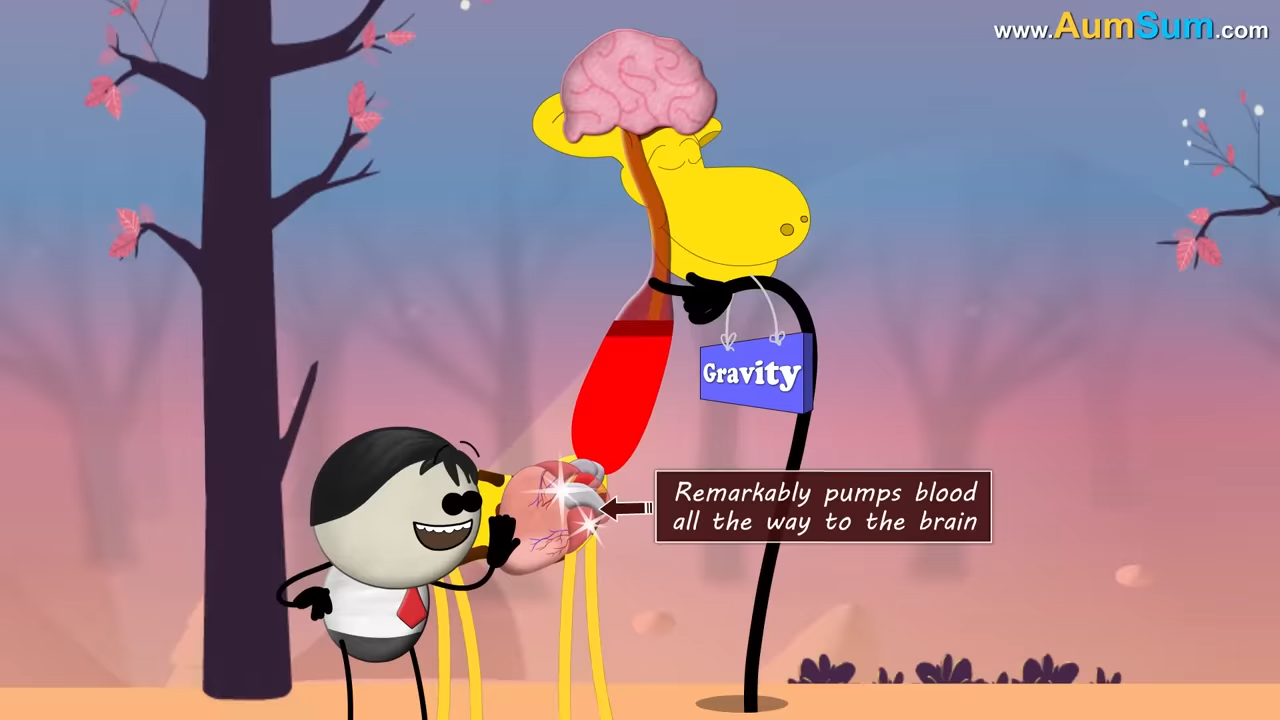 www.AumSum.com
Gravity
Remarkably pumps blood
all the way to the brain